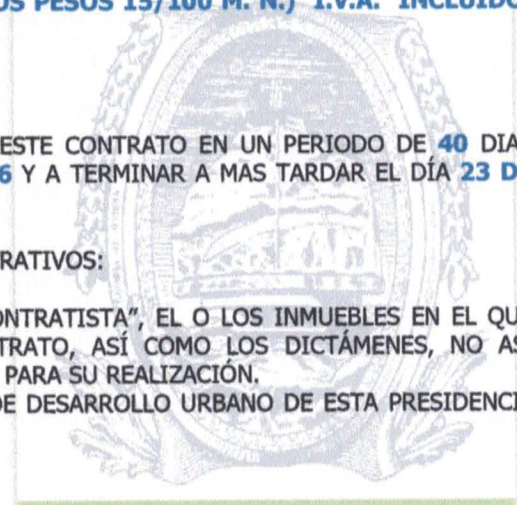 OS PESOS 15/100 M. N.) I.V.A. INCLUIDO
ESTE CONTRATO EN UN PERIODO DE 40 DIA
6 Y A TERMINAR A MAS TARDAR EL DÍA 23 D
RATIVOS:
ONTRATISTA", EL O LOS INMUEBLES EN EL QU
TRATO, ASÍ COMO LOS DICTÁMENES, NO AS
PARA SU REALIZACIÓN.
DE DESARROLLO URBANO DE ESTA PRESIDENCI